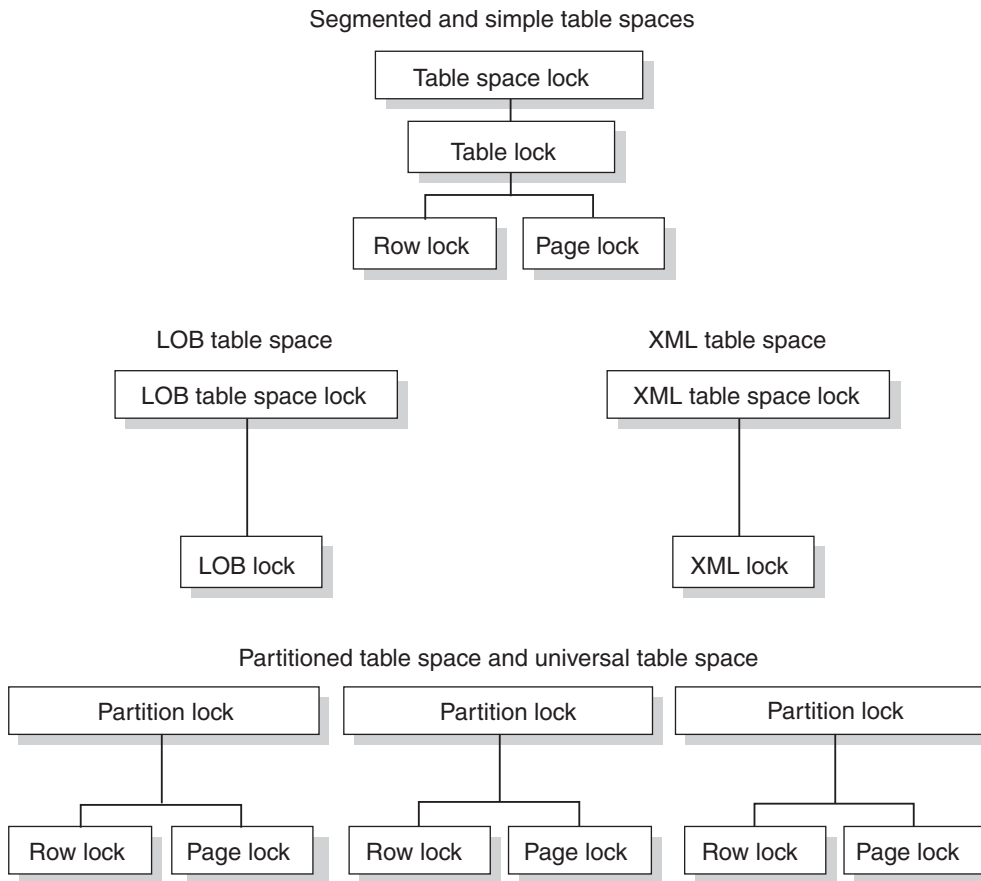 Segmented and simple table spaces
Table space lock
Table lock
Row lock
Page lock
LOB table space
XML table space
LOB table space lock
XML table space lock
LOB lock
XML lock
Partitioned table space and universal table space
Partition lock
Partition lock
Partition lock
Row lock
Page lock
Row lock
Page lock
Row lock
Page lock